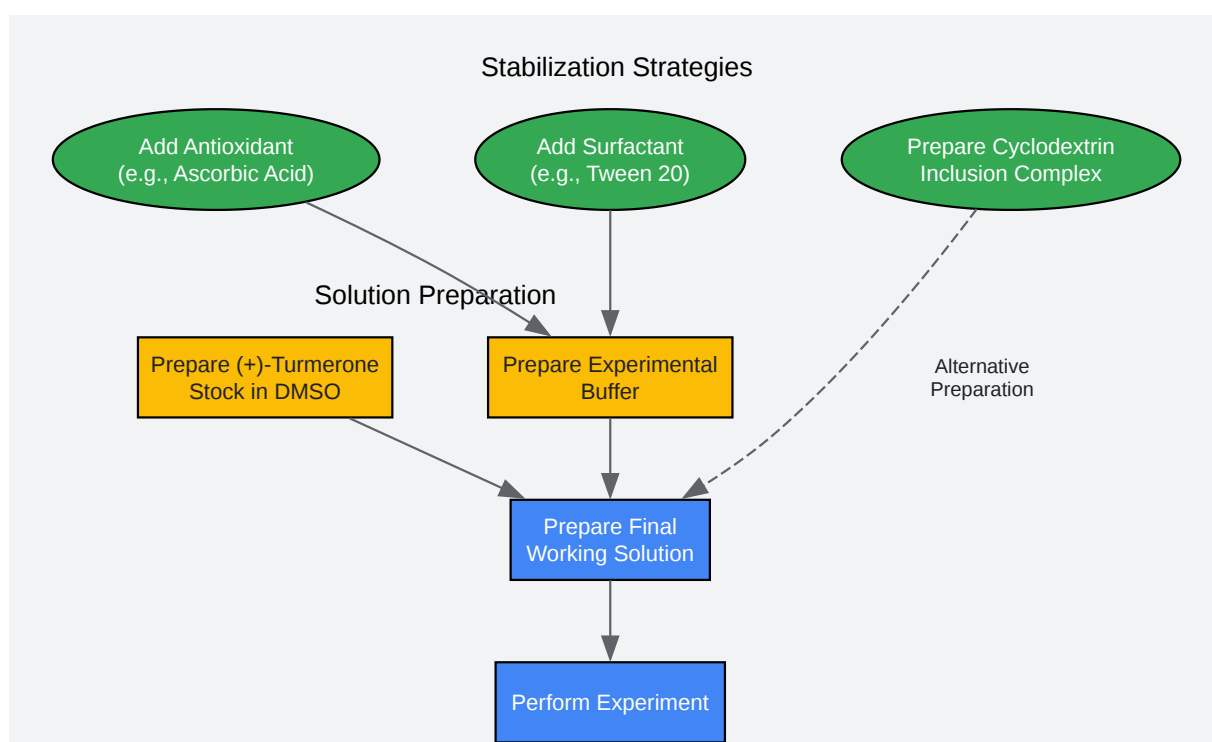 Stabilization Strategies
Add Antioxidant
(e.g., Ascorbic Acid)
Add Surfactant
(e.g., Tween 20)
Prepare Cyclodextrin
Inclusion Complex
Solution Preparation
Prepare (+)-Turmerone
Stock in DMSO
Prepare Experimental
Buffer
Alternative
Preparation
Prepare Final
Working Solution
Perform Experiment